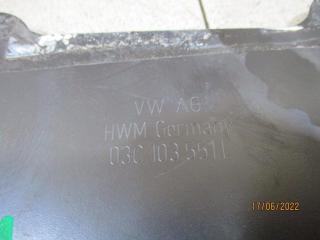 VW AG
HWM Germany
03C 103 551 L
17/06/2022